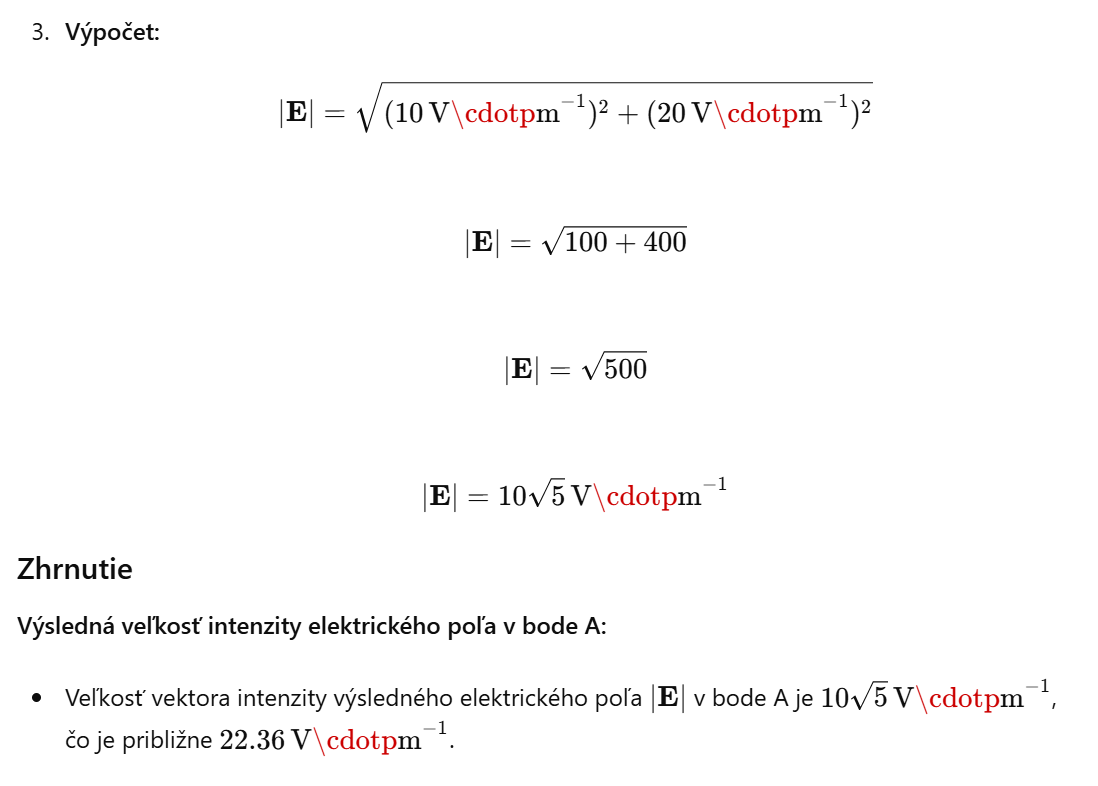 3. Výpočet:
|E| = √((10 V\cdotpm⁻¹)² + (20 V\cdotpm⁻¹)²)
|E| = √(100 + 400)
|E| = √500
|E| = 10√5 V\cdotpm⁻¹
Zhrnutie
Výsledná veľkosť intenzity elektrického poľa v bode A:
• Veľkosť vektora intenzity výsledného elektrického poľa |E| v bode A je 10√5 V\cdotpm⁻¹,
čo je približne 22.36 V\cdotpm⁻¹.